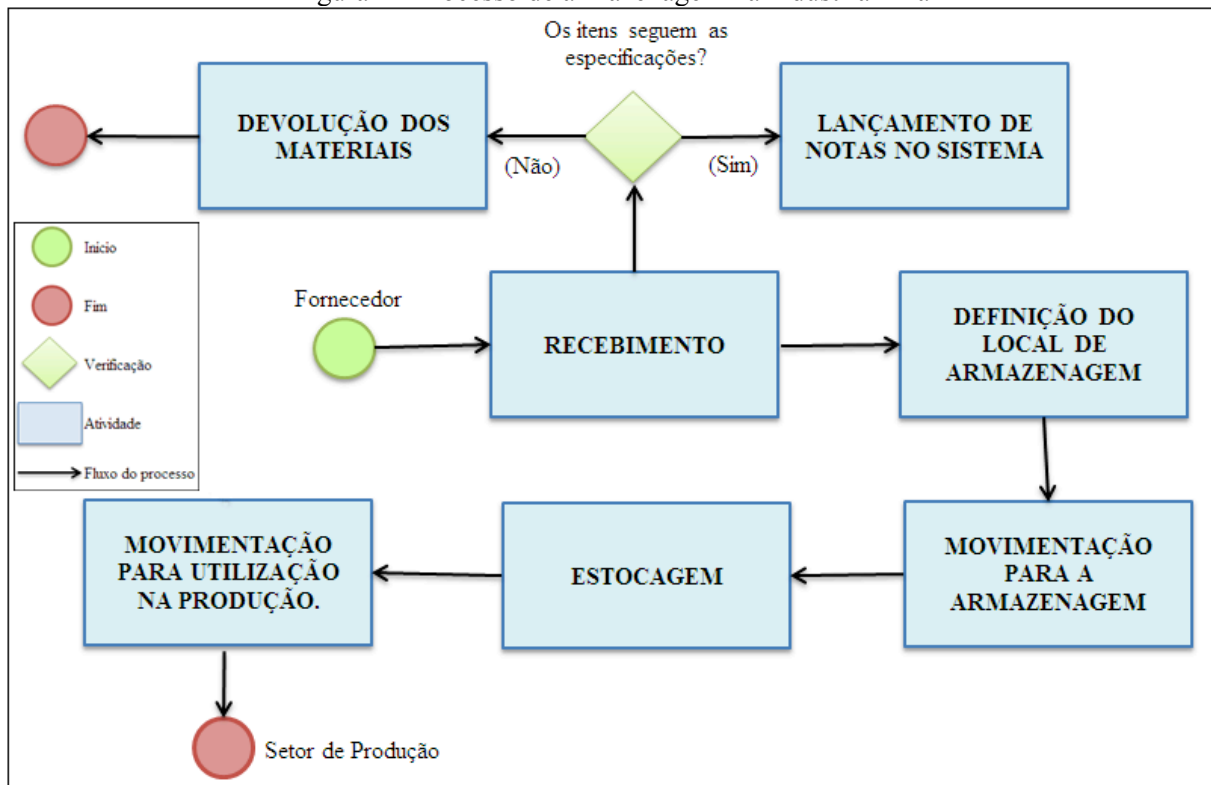 Os itens seguem as
especificações?
DEVOLUÇÃO DOS
MATERIAIS
(Não)
(Sim)
LANÇAMENTO DE
NOTAS NO SISTEMA
Inicio
Fim
Verificação
Atividade
Fluxo do processo
Fornecedor
RECEBIMENTO
DEFINIÇÃO DO
LOCAL DE
ARMAZENAGEM
MOVIMENTAÇÃO
PARA UTILIZAÇÃO
NA PRODUÇÃO.
ESTOCAGEM
MOVIMENTAÇÃO
PARA A
ARMAZENAGEM
Setor de Produção